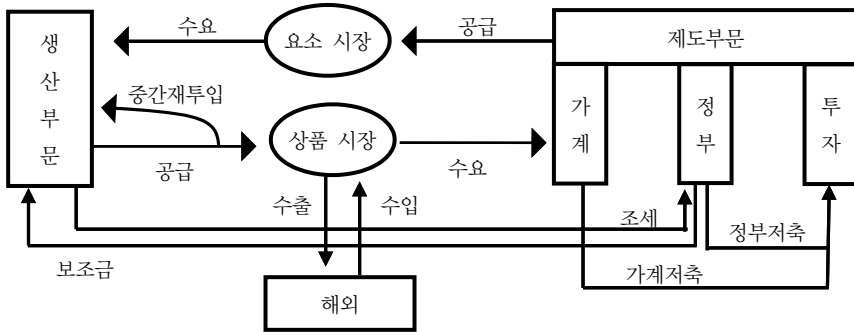 생산부문
수요
요소 시장
공급
제도부문
중간재투입
공급
상품 시장
수요
가계
정부
투자
수출
수입
조세
정부저축
보조금
가계저축
해외